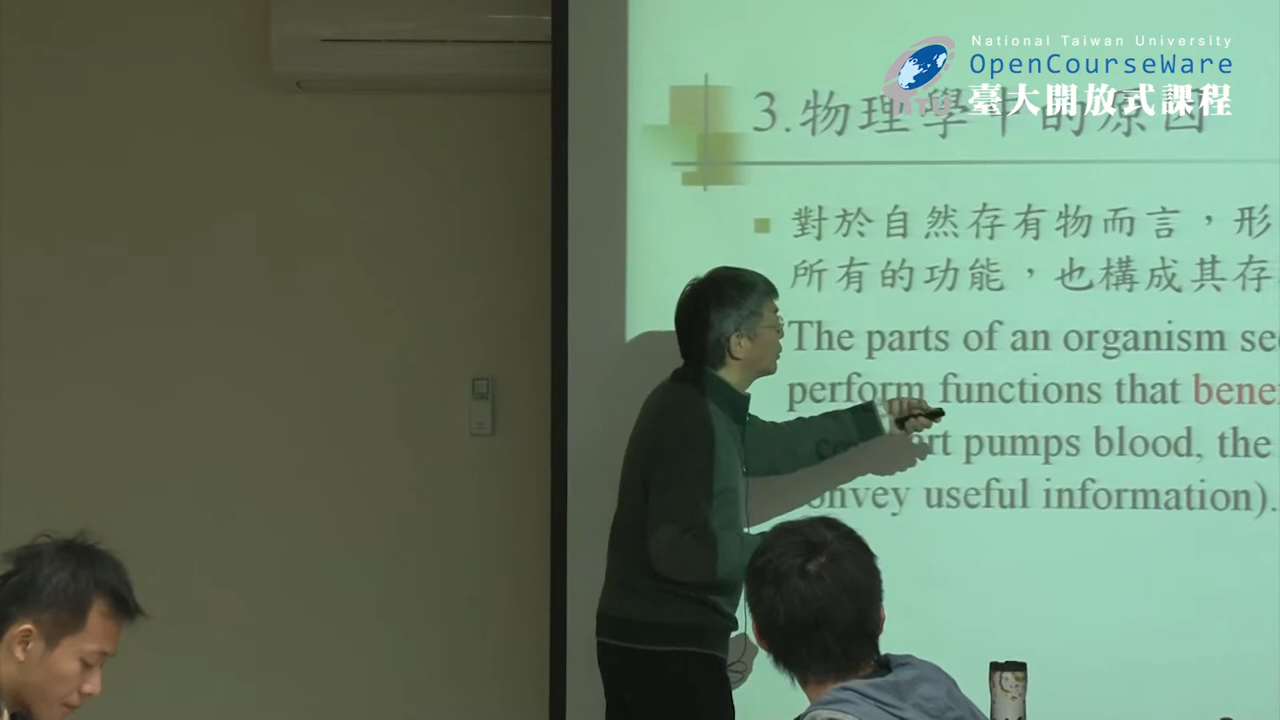 National Taiwan University
OpenCourseWare
臺大開放式課程
3.物理學中的原因
對於自然存有物而言，形
所有的功能，也構成其存
The parts of an organism se
perform functions that bene
rt pumps blood, the
onvey useful information).